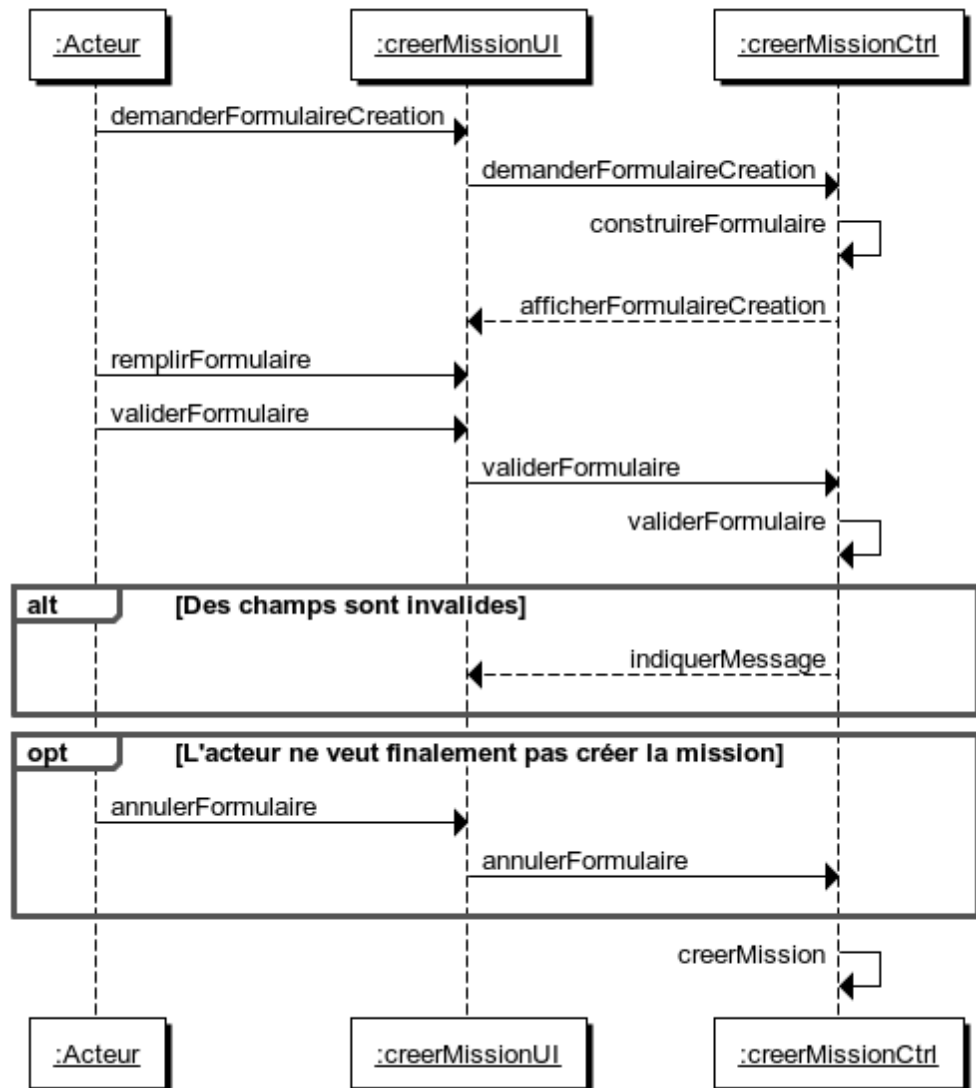 :Acteur
:creerMissionUI
:creerMissionCtrl
demanderFormulaireCreation
demanderFormulaireCreation
construireFormulaire
afficherFormulaireCreation
remplirFormulaire
validerFormulaire
validerFormulaire
validerFormulaire
alt [Des champs sont invalides]
indiquerMessage
opt [L'acteur ne veut finalement pas créer la mission]
annulerFormulaire
annulerFormulaire
creerMission
:Acteur
:creerMissionUI
:creerMissionCtrl